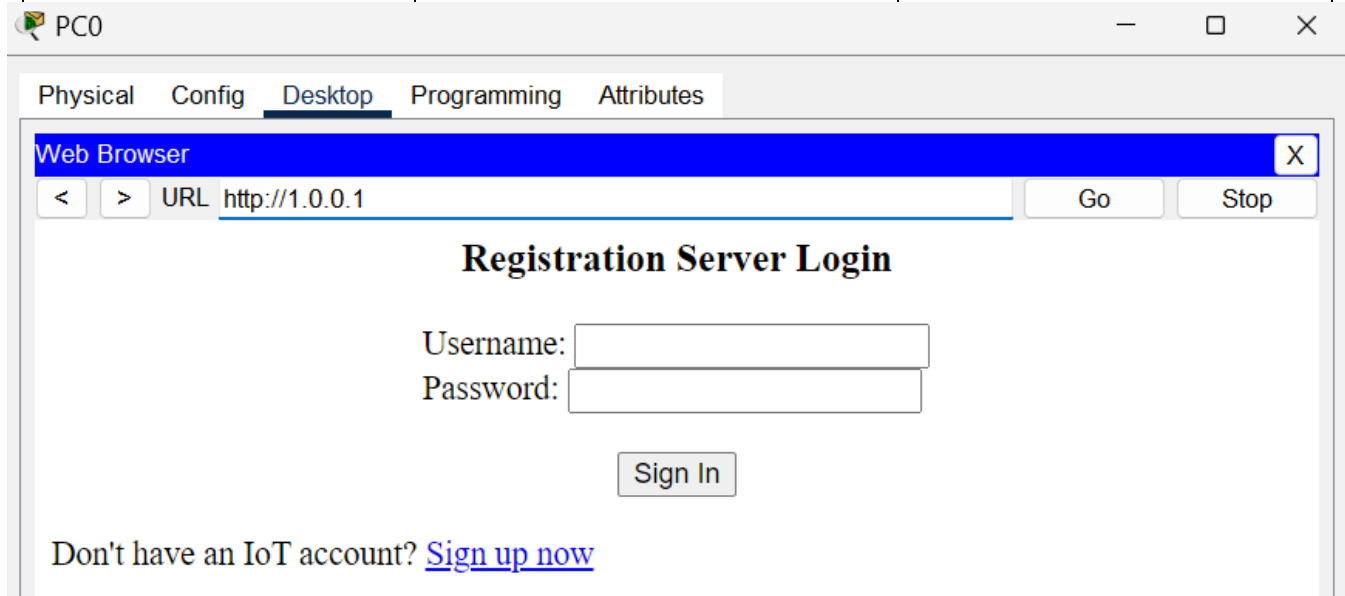 PC0
Physical Config Desktop Programming Attributes
Web Browser X
< > URL http://1.0.0.1 Go Stop
Registration Server Login
Username:
Password:
Sign In
Don't have an IoT account? Sign up now